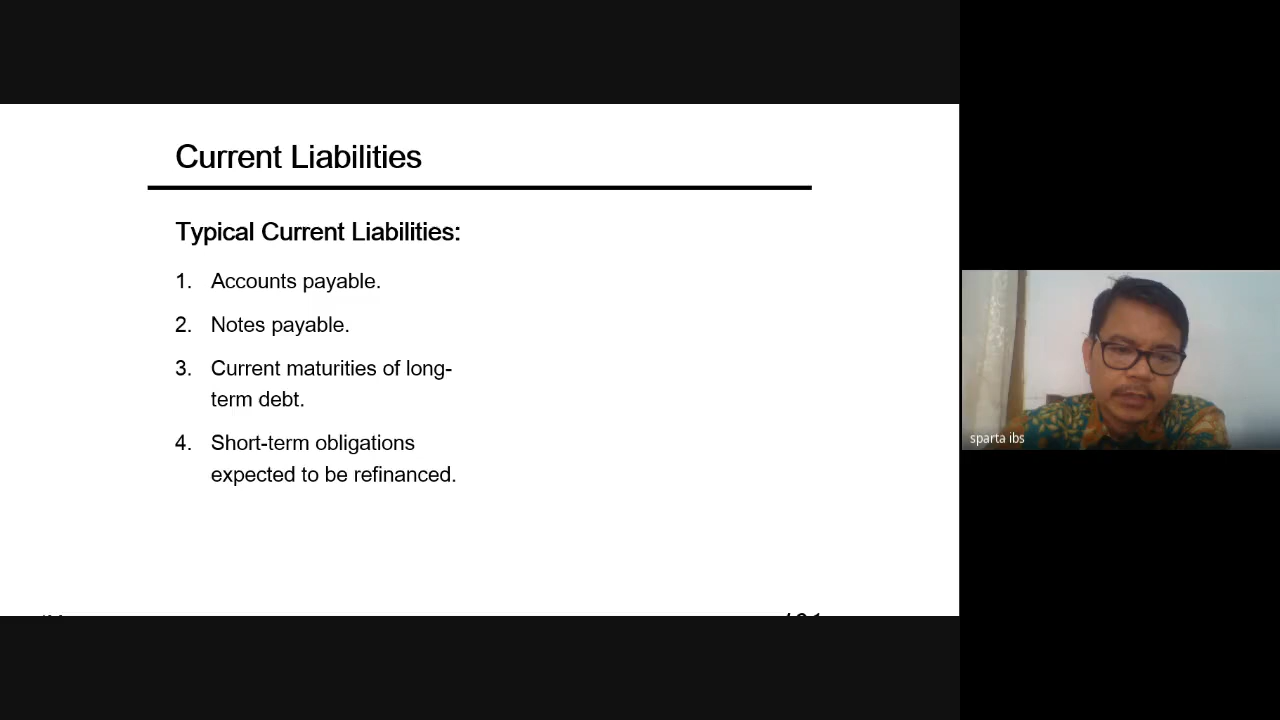 Current Liabilities
Typical Current Liabilities:
1. Accounts payable.
2. Notes payable.
3. Current maturities of long-
term debt.
4. Short-term obligations
expected to be refinanced.
sparta ibs